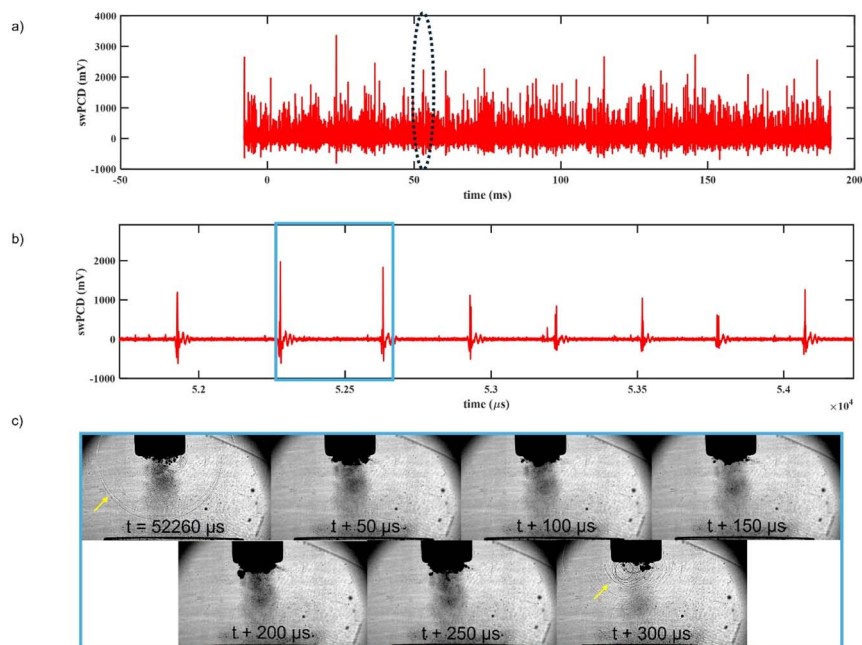 a)
4000
3000
2000
1000
0
-1000
swPCD (mV)
-50 0 50 100 150 200
time (ms)
b)
2000
1000
0
-1000
swPCD (mV)
5.2 5.25 5.3 5.35 5.4
time (μs)
×10⁴
c)
t = 52260 μs t + 50 μs t + 100 μs t + 150 μs
t + 200 μs t + 250 μs t + 300 μs